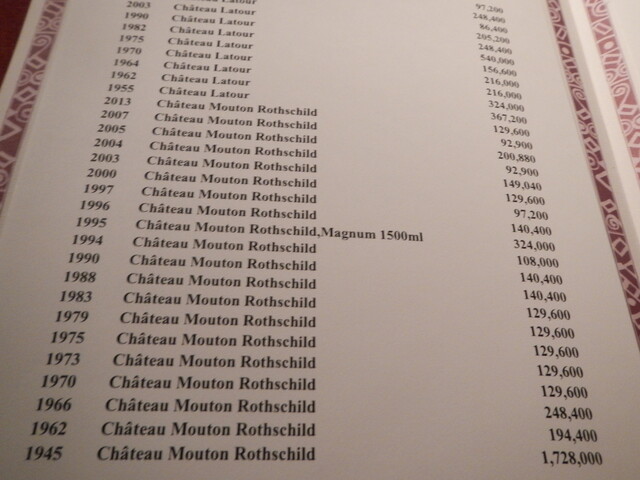 97,200
248,400
Château Latour 86,400
2003 Château Latour 205,200
1990 Château Latour 248,400
1982 Château Latour 540,000
1975 Château Latour 156,600
1970 Château Latour 216,000
1964 Château Latour 216,000
1962 Château Latour 324,000
1955 Château Latour 367,200
2013 Château Mouton Rothschild 129,600
2007 Château Mouton Rothschild 92,900
2005 Château Mouton Rothschild 200,880
2004 Château Mouton Rothschild 92,900
2003 Château Mouton Rothschild 149,040
2000 Château Mouton Rothschild 129,600
1997 Château Mouton Rothschild 97,200
1996 Château Mouton Rothschild 140,400
1995 Château Mouton Rothschild,Magnum 1500ml 324,000
1994 Château Mouton Rothschild 108,000
1990 Château Mouton Rothschild 140,400
1988 Château Mouton Rothschild 140,400
1983 Château Mouton Rothschild 129,600
1979 Château Mouton Rothschild 129,600
1975 Château Mouton Rothschild 129,600
1973 Château Mouton Rothschild 129,600
1970 Château Mouton Rothschild 129,600
1966 Château Mouton Rothschild 248,400
1962 Château Mouton Rothschild 194,400
1945 Château Mouton Rothschild 1,728,000